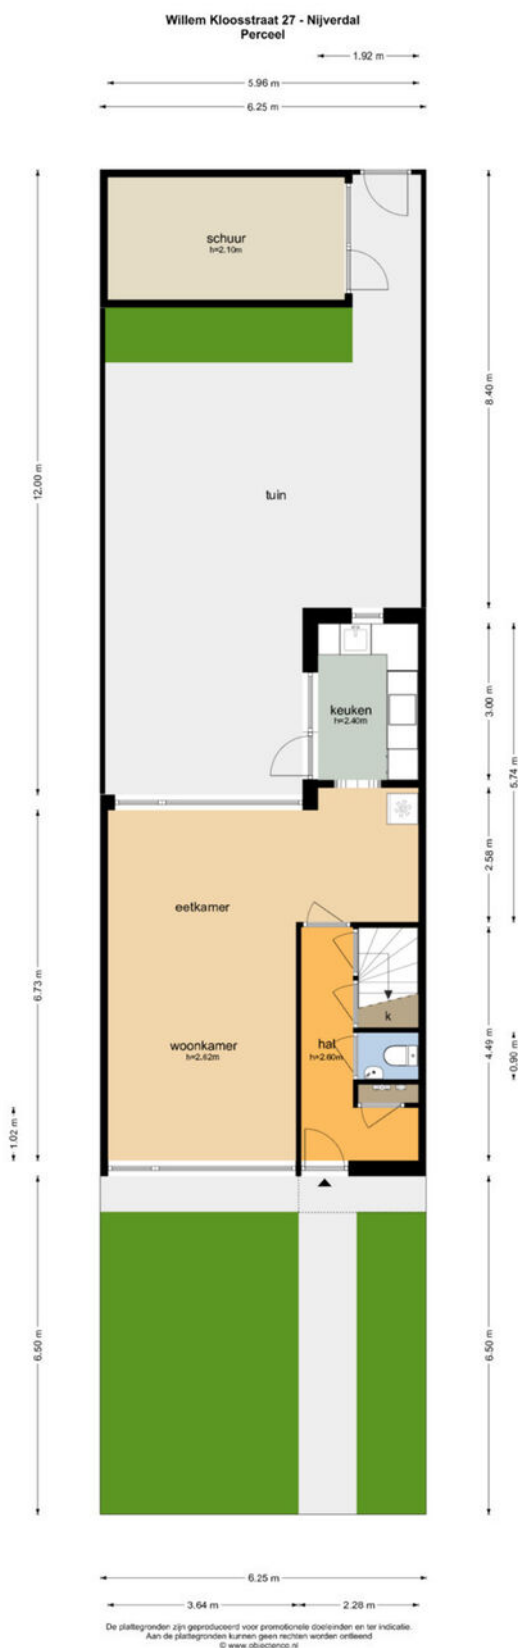 Willem Kloosstraat 27 - Nijverdal
Perceel
1.92 m
5.96 m
6.25 m
schuur
h=2.10m
8.40 m
12.00 m
tuin
keuken
h=2.40m
3.00 m
5.74 m
2.58 m
eetkamer
6.73 m
k
woonkamer
h=2.62m
hal
h=2.60m
4.49 m
0.90 m
1.02 m
6.50 m
6.50 m
6.25 m
3.64 m
2.28 m
De plattegronden zijn geproduceerd voor promotionele doeleinden en ter indicatie.
Aan de plattegronden kunnen geen rechten worden ontleend
© www.objectence.nl